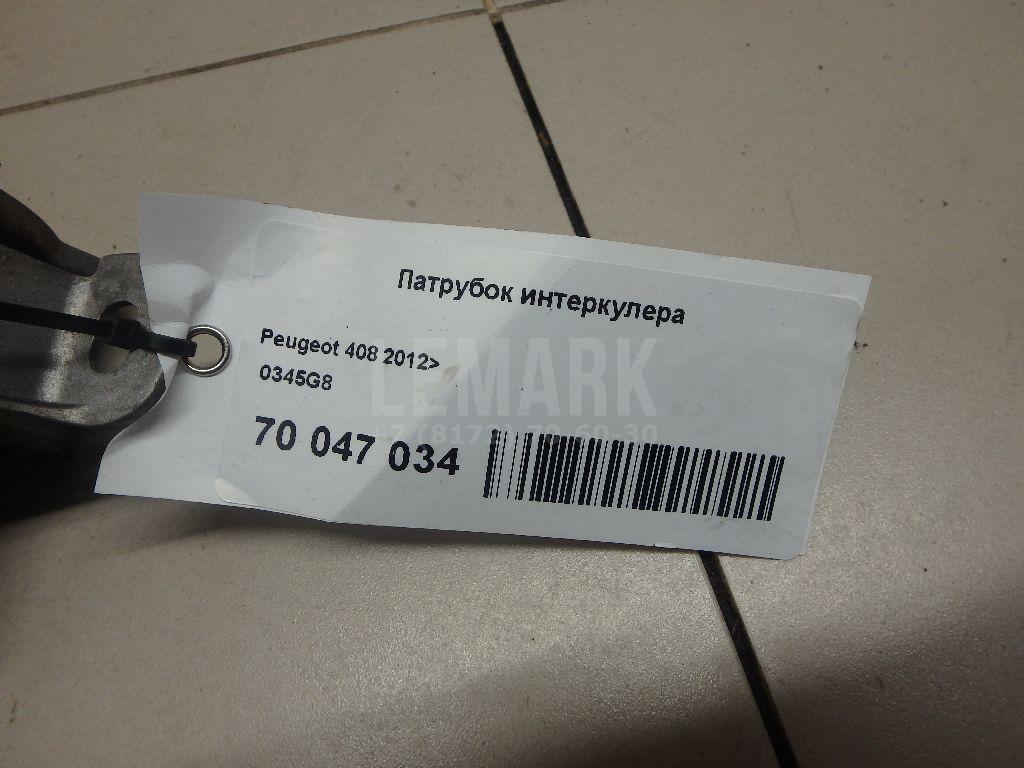 Патрубок интеркулера
Peugeot 408 2012>
0345G8
LEMARK
70 047 034